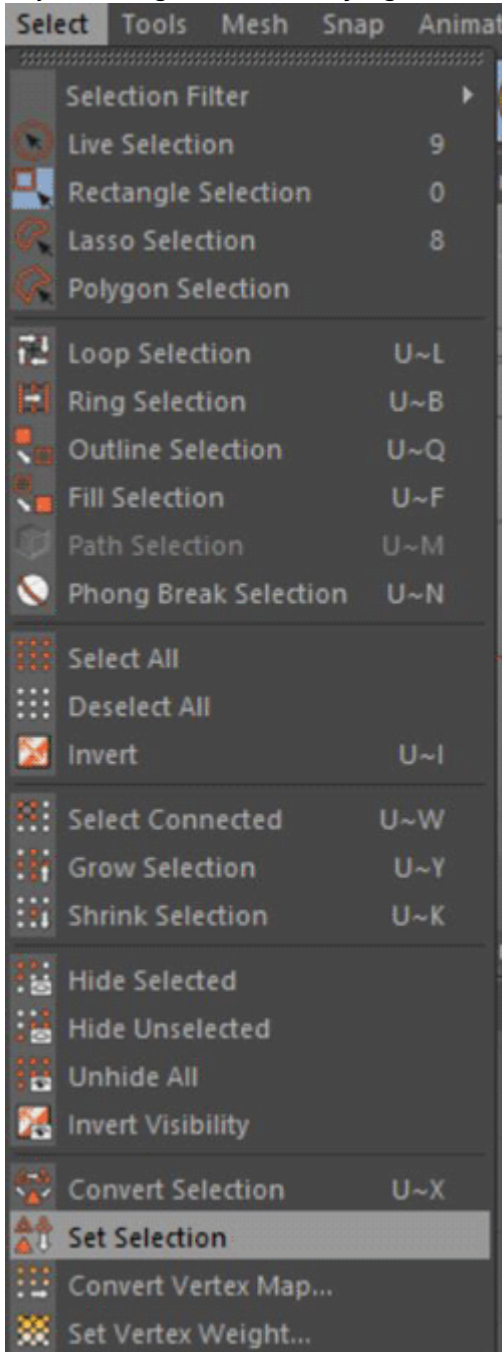 Select Tools Mesh Snap Animat
Selection Filter
Live Selection 9
Rectangle Selection 0
Lasso Selection 8
Polygon Selection
Loop Selection U~L
Ring Selection U~B
Outline Selection U~Q
Fill Selection U~F
Path Selection U~M
Phong Break Selection U~N
Select All
Deselect All
Invert U~I
Select Connected U~W
Grow Selection U~Y
Shrink Selection U~K
Hide Selected
Hide Unselected
Unhide All
Invert Visibility
Convert Selection U~X
Set Selection
Convert Vertex Map...
Set Vertex Weight...